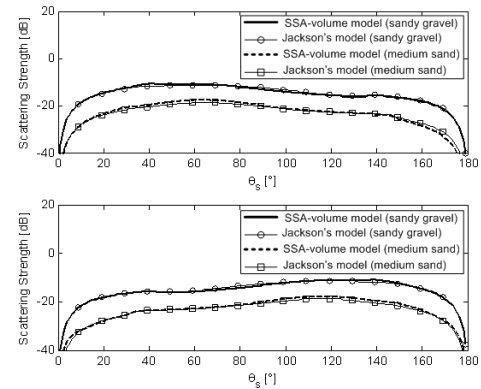 SSA-volume model (sandy gravel)
Jackson's model (sandy gravel)
SSA-volume model (medium sand)
Jackson's model (medium sand)
Scattering Strength [dB]
0
-20
-40
0 20 40 60 80 100 120 140 160 180
θs [°]
SSA-volume model (sandy gravel)
Jackson's model (sandy gravel)
SSA-volume model (medium sand)
Jackson's model (medium sand)
Scattering Strength [dB]
0
-20
-40
0 20 40 60 80 100 120 140 160 180
θs [°]